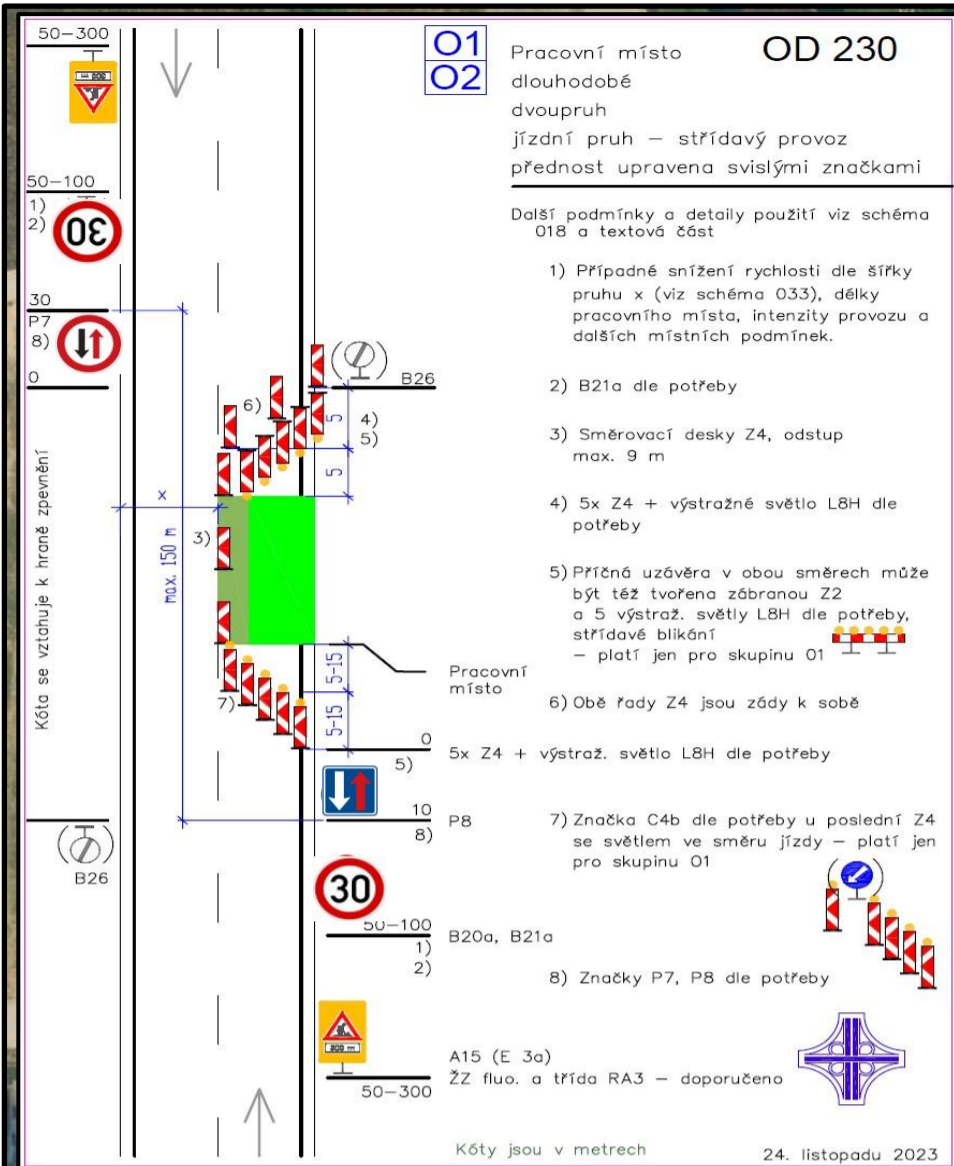 O1
O2
Pracovní místo
OD 230
dlouhodobé
dvoupruh
jízdní pruh – střídavý provoz
přednost upravena svislými značkami
Další podmínky a detaily použití viz schéma
018 a textová část
1) Případné snížení rychlosti dle šířky
pruhu x (viz schéma 033), délky
pracovního místa, intenzity provozu a
dalších místních podmínek.
2) B21a dle potřeby
3) Směrovací desky Z4, odstup
max. 9 m
4) 5x Z4 + výstražné světlo L8H dle
potřeby
5) Příčná uzávěra v obou směrech může
být též tvořena zábranou Z2
a 5 výstraž. světly L8H dle potřeby,
střídavé blikání
– platí jen pro skupinu O1
6) Obě řady Z4 jsou zády k sobě
7) Značka C4b dle potřeby u poslední Z4
se světlem ve směru jízdy – platí jen
pro skupinu O1
8) Značky P7, P8 dle potřeby
50-300
300 m
50-100
1)
2)
30
30
P7
8)
0
Kóta se vztahuje k hraně zpevnění
max. 150 m
x
B26
6)
5
4)
5)
5
3)
B26
Pracovní
místo
5-15
7)
5-15
0
5x Z4 + výstraž. světlo L8H dle potřeby
5)
10
P8
8)
30
50-100
B20a, B21a
1)
2)
300 m
A15 (E 3a)
ŽZ fluo. a třída RA3 – doporučeno
50-300
Kóty jsou v metrech
24. listopadu 2023